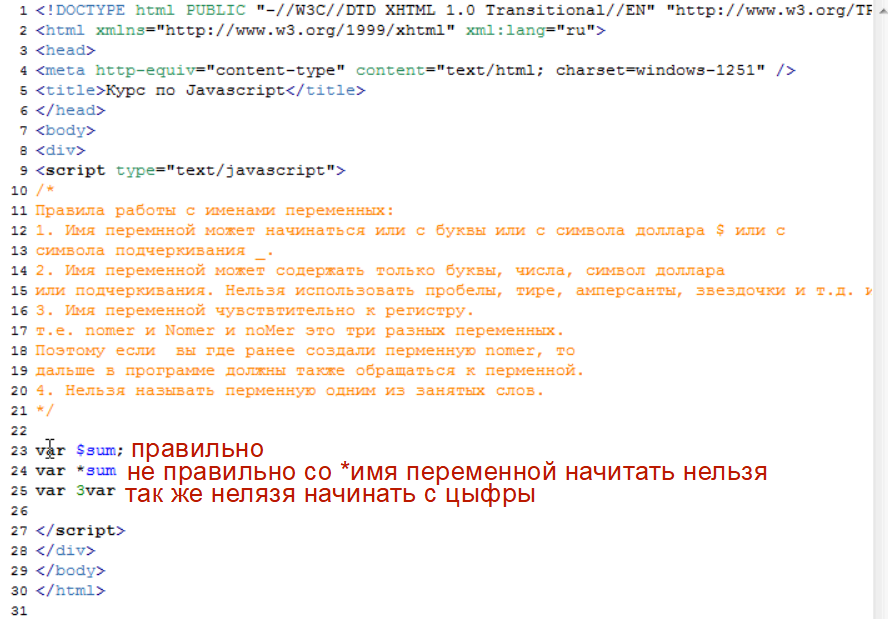 1 <!DOCTYPE html PUBLIC "-//W3C//DTD XHTML 1.0 Transitional//EN" "http://www.w3.org/TR
2 <html xmlns="http://www.w3.org/1999/xhtml" xml:lang="ru">
3 <head>
4 <meta http-equiv="content-type" content="text/html; charset=windows-1251" />
5 <title>Курс по Javascript</title>
6 </head>
7 <body>
8 <div>
9 <script type="text/javascript">
10 /*
11 Правила работы с именами переменных:
12 1. Имя перемнной может начинаться или с буквы или с символа доллара $ или с
13 символа подчеркивания _.
14 2. Имя переменной может содержать только буквы, числа, символ доллара
15 или подчеркивания. Нельзя использовать пробелы, тире, амперсанты, звездочки и т.д. и
16 3. Имя переменной чувствтительно к регистру.
17 т.е. nomer и Nomer и noMer это три разных переменных.
18 Поэтому если  вы где ранее создали перменную nomer, то
19 дальше в программе должны также обращаться к перменной.
20 4. Нельзя называть перменную одним из занятых слов.
21 */
22
23 var $sum; правильно
24 var *sum не правильно со *имя переменной начитать нельзя
25 var 3var так же нелязя начинать с цыфры
26
27 </script>
28 </div>
29 </body>
30 </html>
31